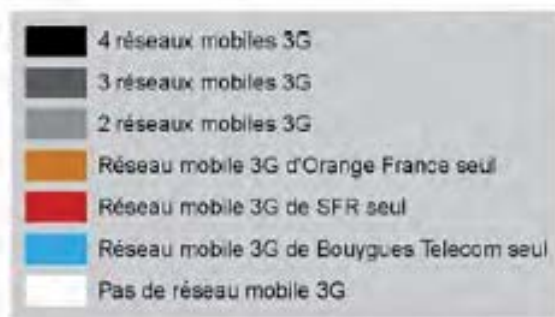 4 réseaux mobiles 3G
3 réseaux mobiles 3G
2 réseaux mobiles 3G
Réseau mobile 3G d'Orange France seul
Réseau mobile 3G de SFR seul
Réseau mobile 3G de Bouygues Telecom seul
Pas de réseau mobile 3G